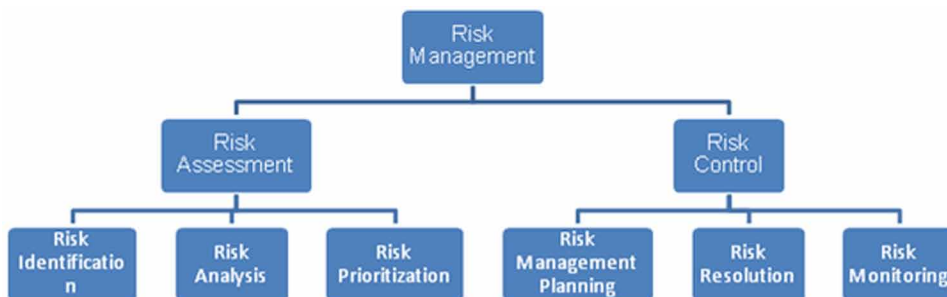 Risk
Management
Risk
Assessment
Risk
Control
Risk
Identificatio
n
Risk
Analysis
Risk
Prioritization
Risk
Management
Planning
Risk
Resolution
Risk
Monitoring